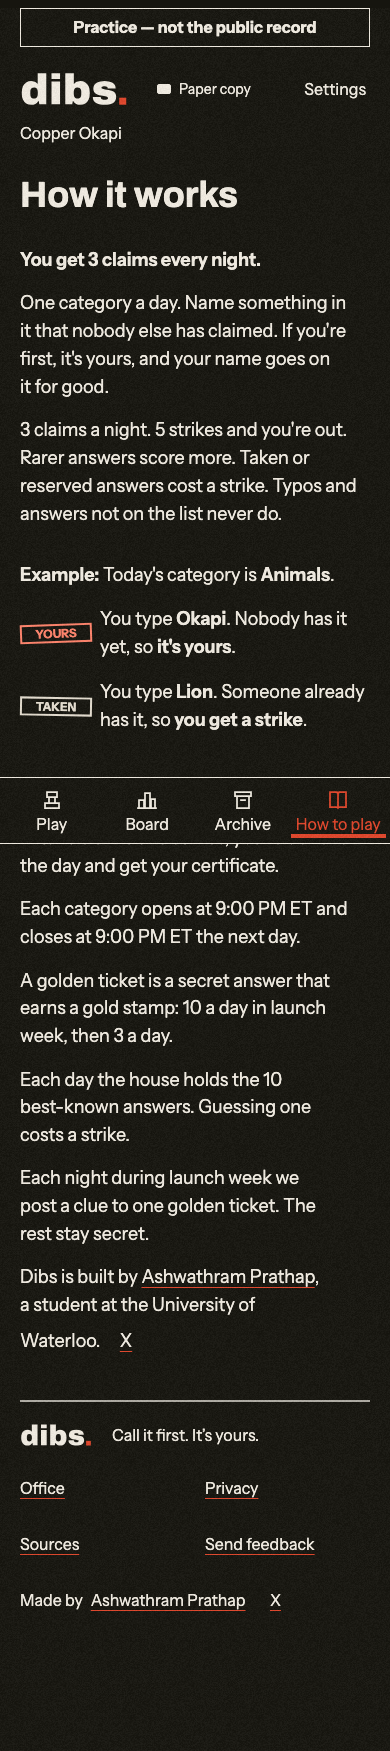 Practice — not the public record
dibs.
Paper copy
Settings
Copper Okapi
How it works
You get 3 claims every night.
One category a day. Name something in
it that nobody else has claimed. If you're
first, it's yours, and your name goes on
it for good.
3 claims a night. 5 strikes and you're out.
Rarer answers score more. Taken or
reserved answers cost a strike. Typos and
answers not on the list never do.
Example: Today's category is Animals.
YOURS
You type Okapi. Nobody has it
yet, so it's yours.
TAKEN
You type Lion. Someone already
has it, so you get a strike.
Play
Board
Archive
How to play
the day and get your certificate.
Each category opens at 9:00 PM ET and
closes at 9:00 PM ET the next day.
A golden ticket is a secret answer that
earns a gold stamp: 10 a day in launch
week, then 3 a day.
Each day the house holds the 10
best-known answers. Guessing one
costs a strike.
Each night during launch week we
post a clue to one golden ticket. The
rest stay secret.
Dibs is built by Ashwathram Prathap,
a student at the University of
Waterloo. X
dibs. Call it first. It's yours.
Office
Privacy
Sources
Send feedback
Made by Ashwathram Prathap X